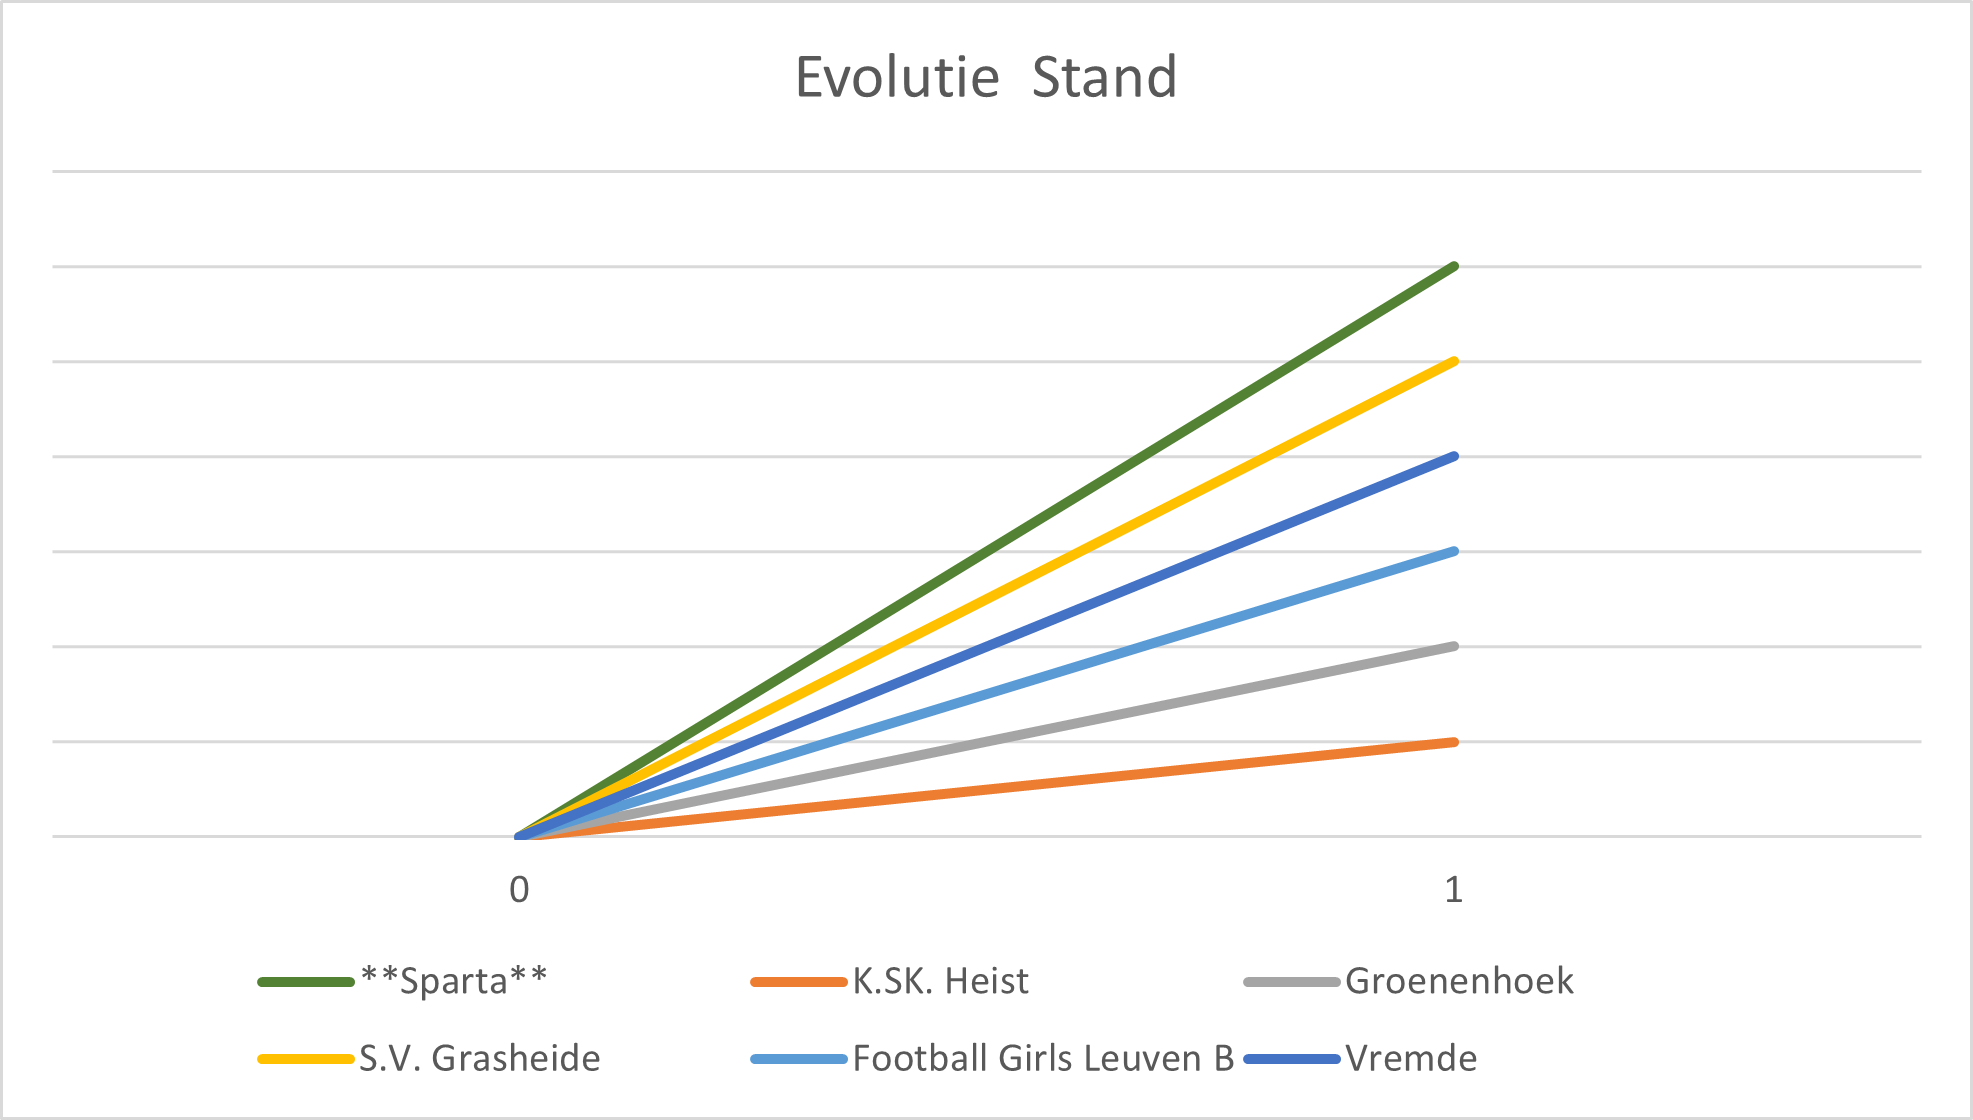 Evolutie  Stand
0 1
**Sparta** K.SK. Heist Groenenhoek
S.V. Grasheide Football Girls Leuven B Vremde